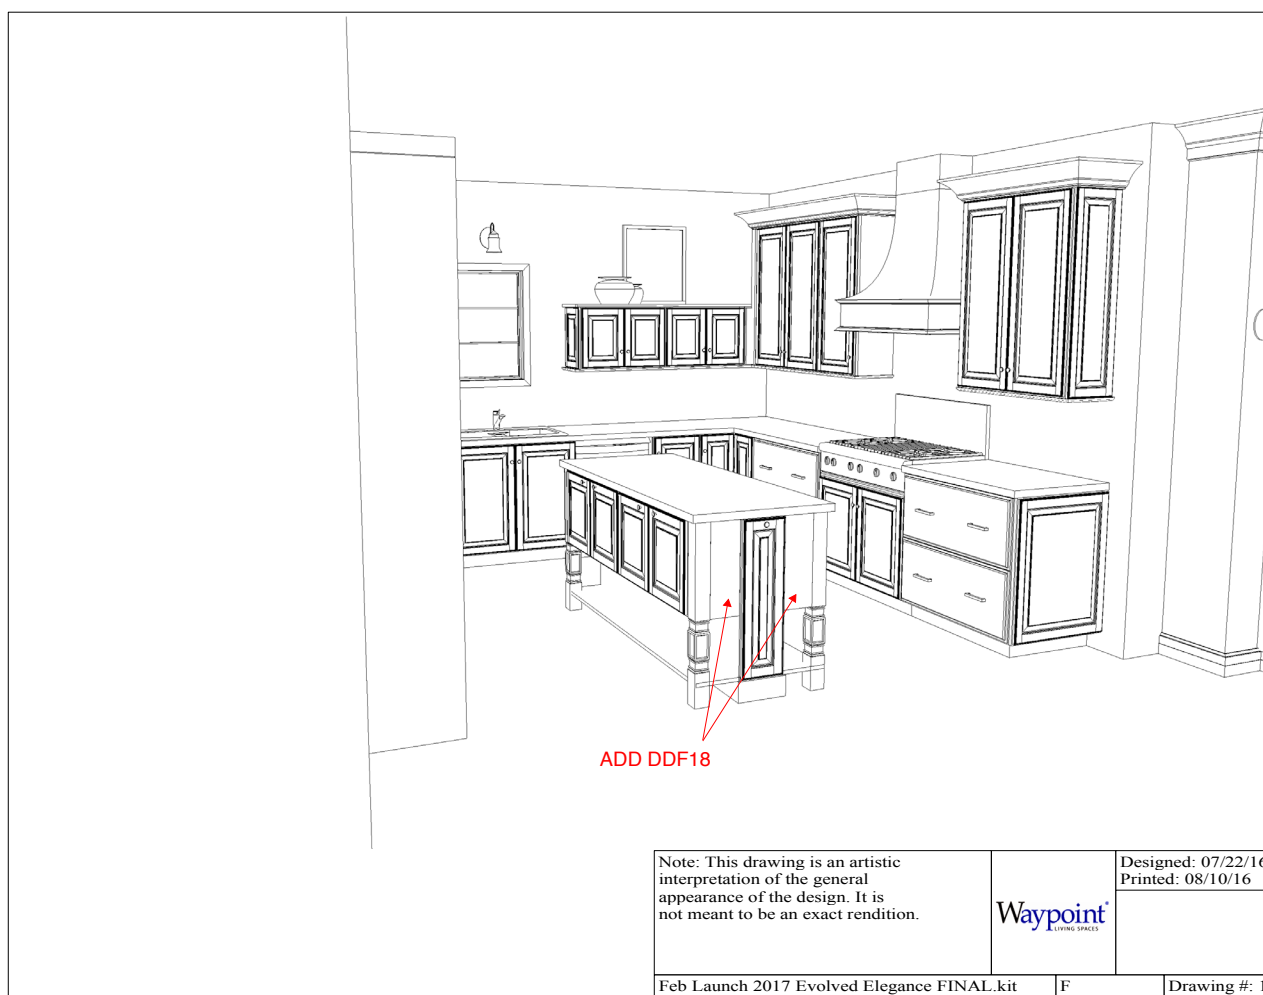 ADD DDF18
Note: This drawing is an artistic
interpretation of the general
appearance of the design. It is
not meant to be an exact rendition.
Waypoint
LIVING SPACES
Designed: 07/22/16
Printed: 08/10/16
Feb Launch 2017 Evolved Elegance FINAL.kit
F
Drawing #: